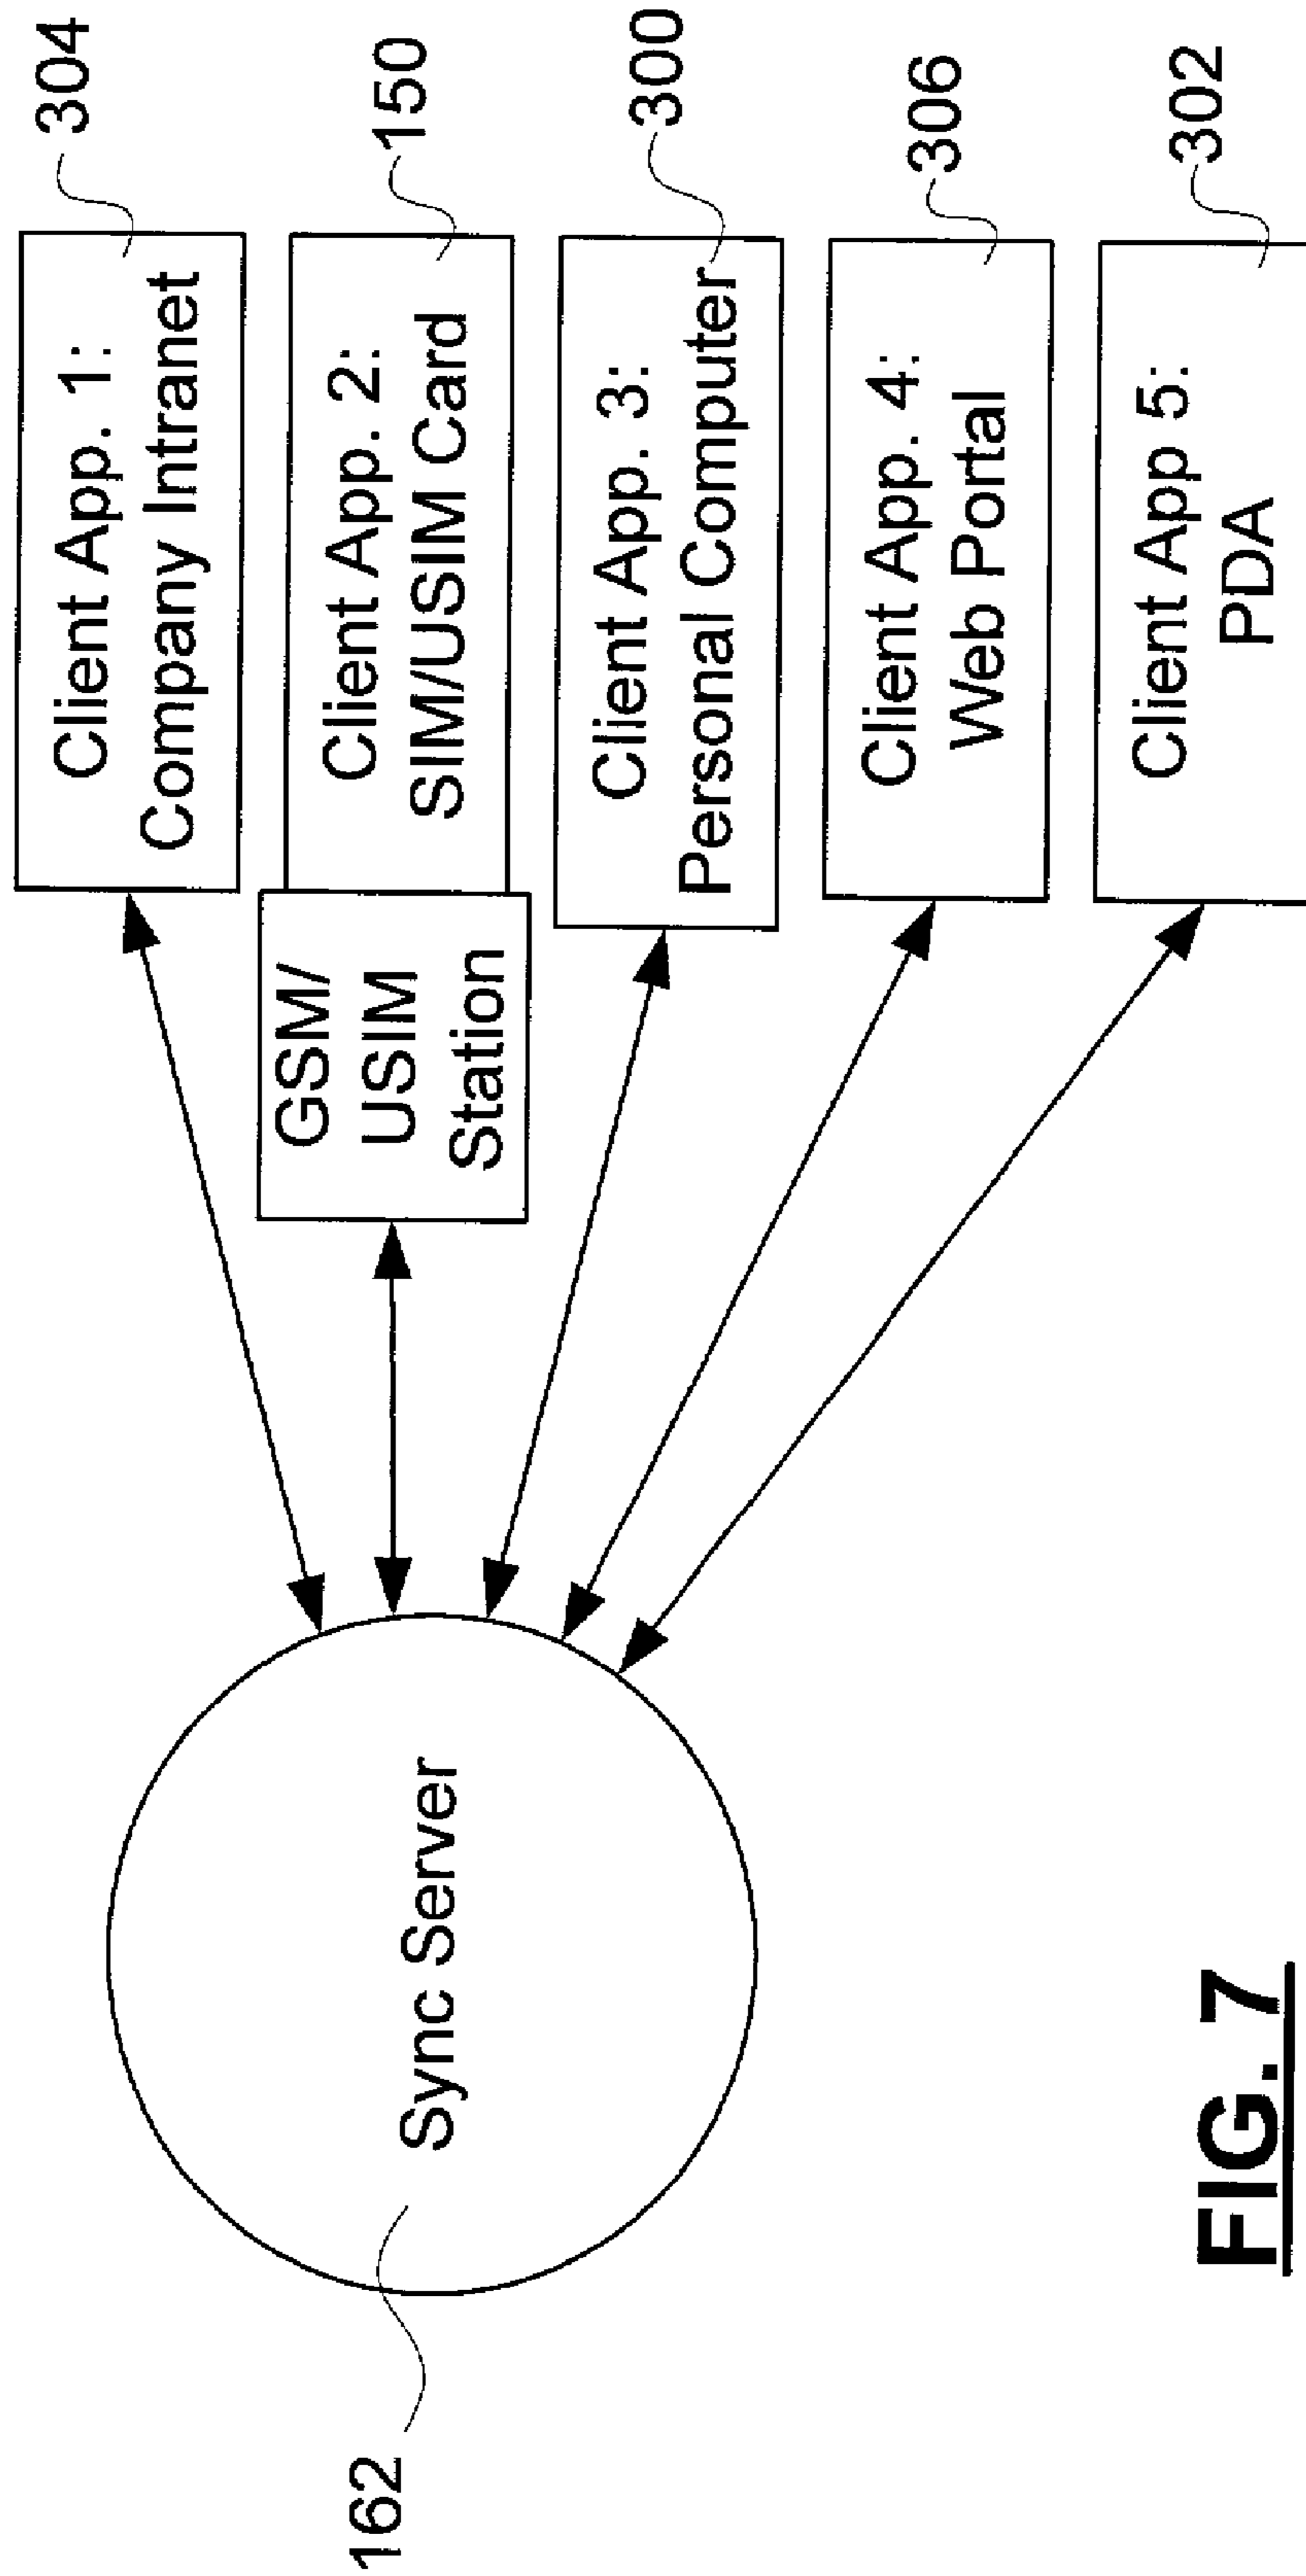 304
Client App. 1:
Company Intranet
150
Client App. 2:
SIM/USIM Card
GSM/
USIM
Station
300
Client App. 3:
Personal Computer
306
Client App. 4:
Web Portal
302
Client App 5:
PDA
Sync Server
162
FIG. 7